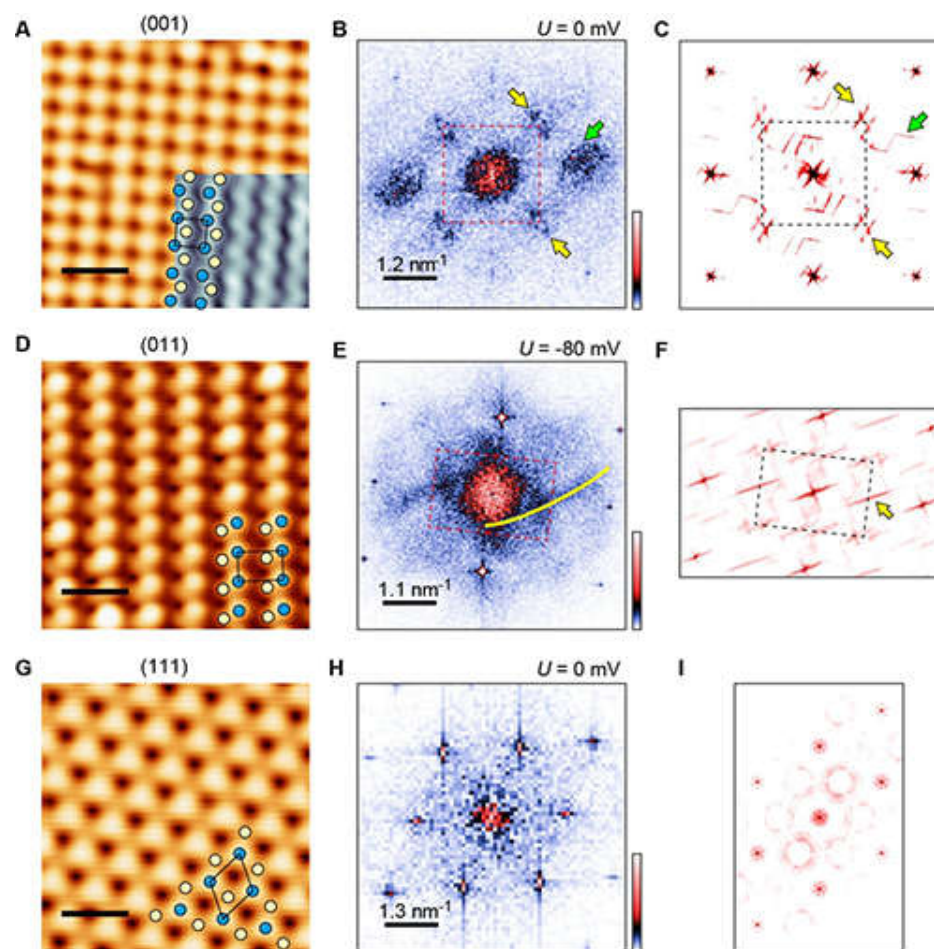 A (001) B U = 0 mV C
1.2 nm⁻¹
D (011) E U = -80 mV F
1.1 nm⁻¹
G (111) H U = 0 mV I
1.3 nm⁻¹